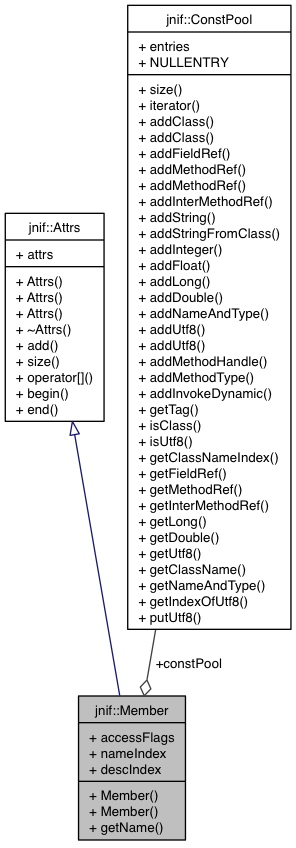 jnif::ConstPool
+ entries
+ NULLENTRY
+ size()
+ iterator()
+ addClass()
+ addClass()
+ addFieldRef()
+ addMethodRef()
+ addMethodRef()
+ addInterMethodRef()
+ addString()
+ addStringFromClass()
+ addInteger()
+ addFloat()
+ addLong()
+ addDouble()
+ addNameAndType()
+ addUtf8()
+ addUtf8()
+ addMethodHandle()
+ addMethodType()
+ addInvokeDynamic()
+ getTag()
+ isClass()
+ isUtf8()
+ getClassNameIndex()
+ getFieldRef()
+ getMethodRef()
+ getInterMethodRef()
+ getLong()
+ getDouble()
+ getUtf8()
+ getClassName()
+ getNameAndType()
+ getIndexOfUtf8()
+ putUtf8()
jnif::Attrs
+ attrs
+ Attrs()
+ Attrs()
+ Attrs()
+ ~Attrs()
+ add()
+ size()
+ operator[]()
+ begin()
+ end()
+constPool
jnif::Member
+ accessFlags
+ nameIndex
+ descIndex
+ Member()
+ Member()
+ getName()